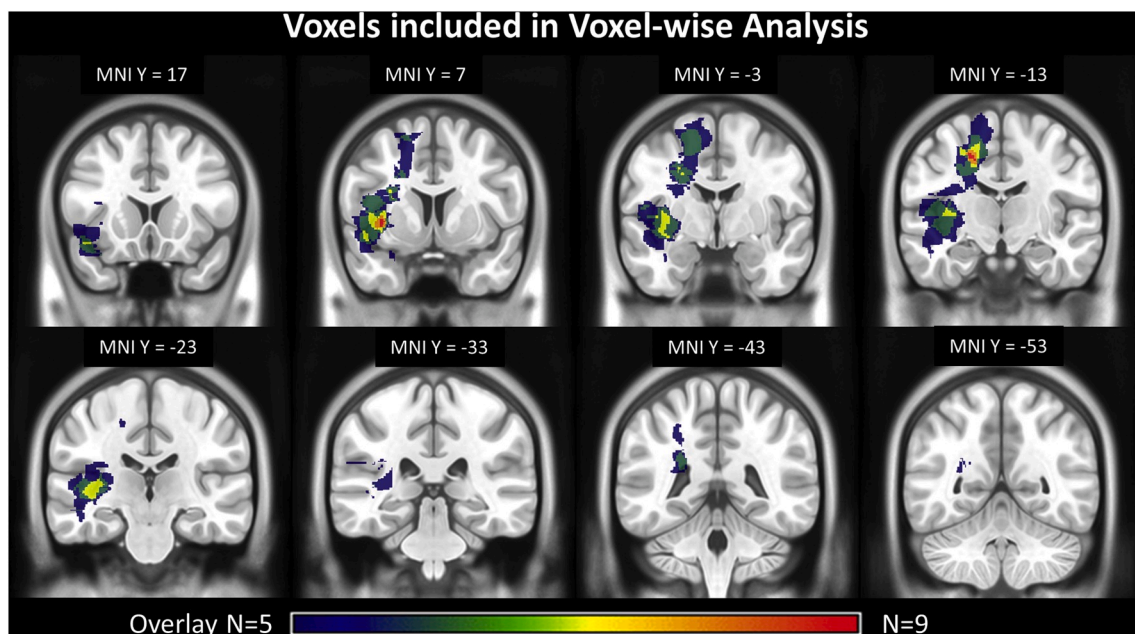 Voxels included in Voxel-wise Analysis
MNI Y = 17
MNI Y = 7
MNI Y = -3
MNI Y = -13
MNI Y = -23
MNI Y = -33
MNI Y = -43
MNI Y = -53
Overlay N=5
N=9